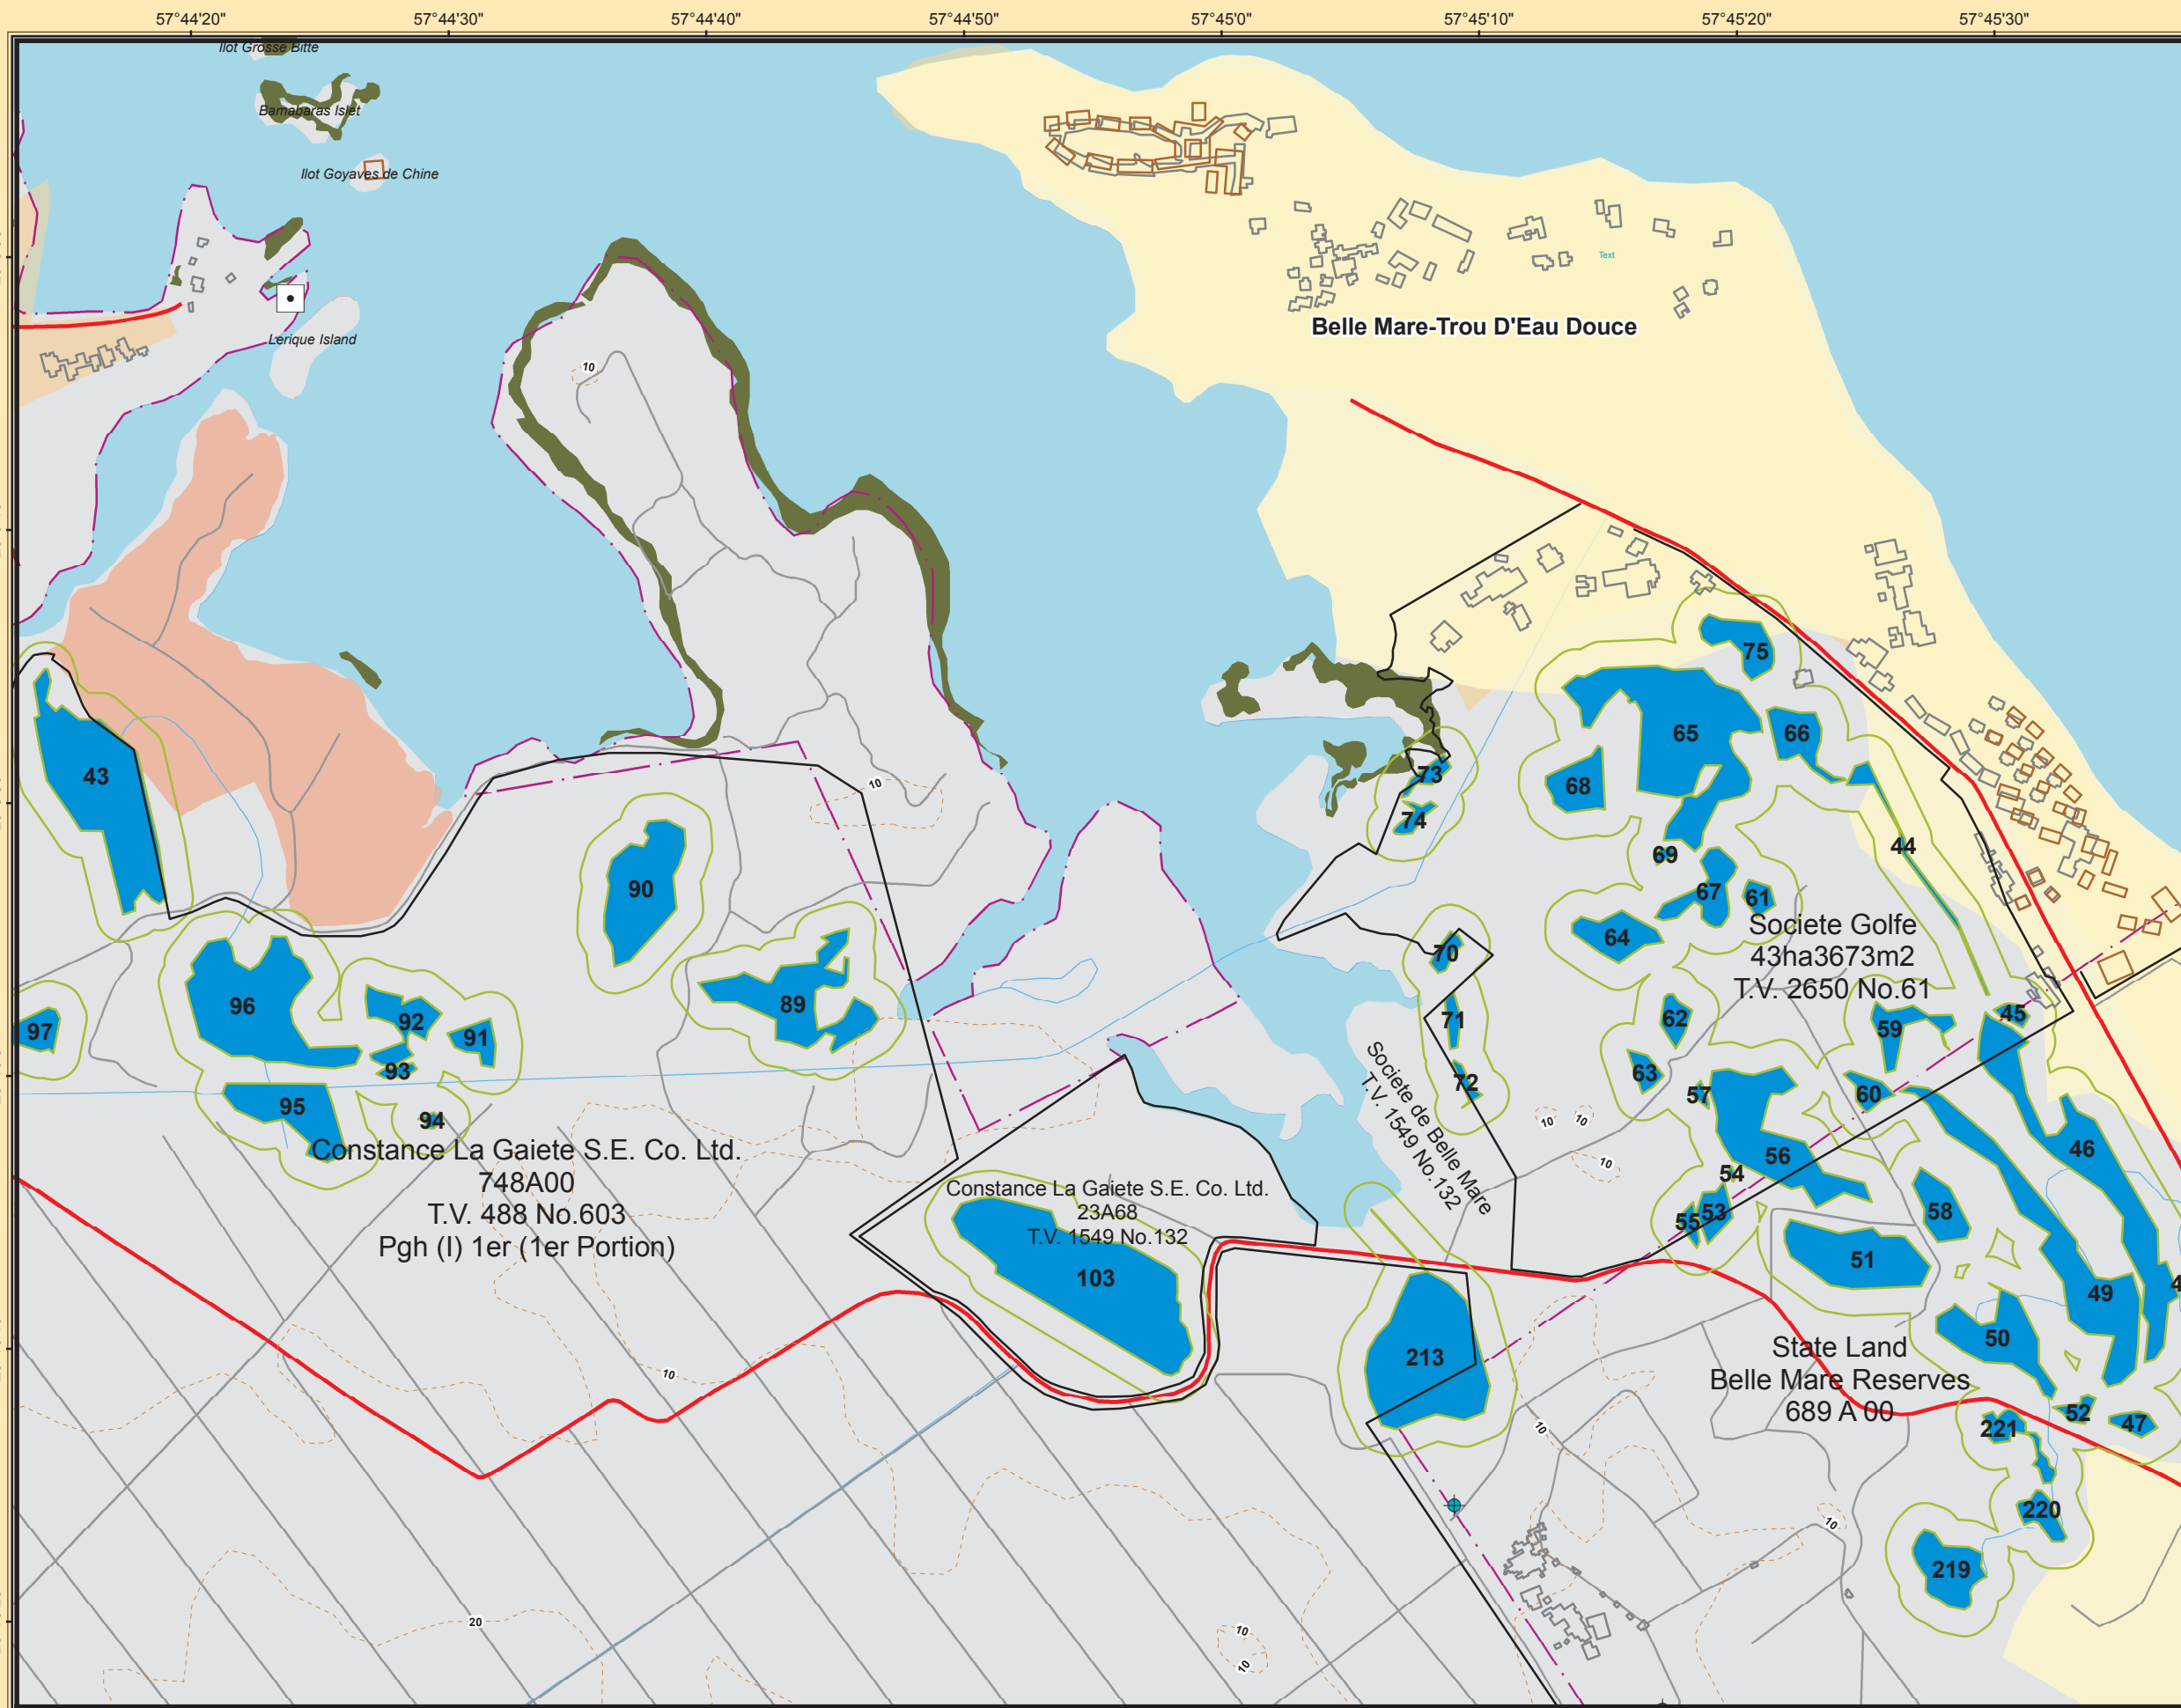 57°44'20" 57°44'30" 57°44'40" 57°44'50" 57°45'0" 57°45'10" 57°45'20" 57°45'30"
Ilot Grosse Bitte
Bamabaras Islet
Ilot Goyaves de Chine
Text
Belle Mare-Trou D'Eau Douce
Lerique Island
10
75
65
66
43
73
68
10
74
44
69
90
67
61
64
Societe Golfe
43ha3673m2
T.V. 2650 No.61
70
96
89
92
97
91
71
62
59
45
93
63
72
57
60
95
94
10
10
10
Societe de Belle Mare
T.V. 1549 No.132
Constance La Gaiete S.E. Co. Ltd.
748A00
T.V. 488 No.603
Pgh (I) 1er (1er Portion)
Constance La Gaiete S.E. Co. Ltd.
23A68
T.V. 1549 No.132
103
46
56
54
53
55
58
51
49
4
50
213
State Land
Belle Mare Reserves
689 A 00
10
52
47
221
10
220
10
219
20
10
10